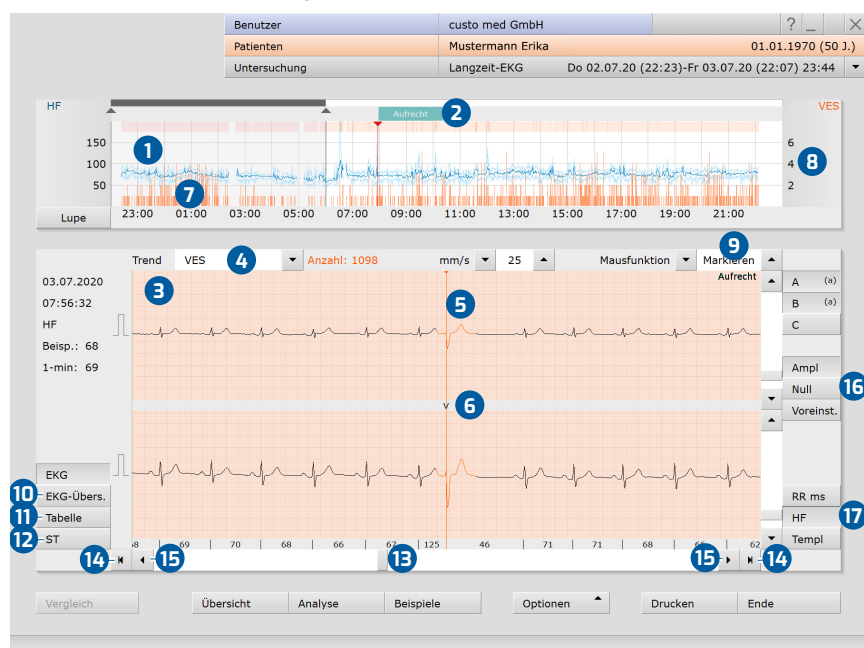 Benutzer custo med GmbH ? _ X
Patienten Mustermann Erika 01.01.1970 (50 J.)
Untersuchung Langzeit-EKG Do 02.07.20 (22:23)-Fr 03.07.20 (22:07) 23:44
HF Aufrecht 2 VES
150 1 6
100 4 8
50 7 2
Lupe 23:00 01:00 03:00 05:00 07:00 09:00 11:00 13:00 15:00 17:00 19:00 21:00
9
Trend VES 4 Anzahl: 1098 mm/s 25 Mausfunktion Markieren
03.07.2020 3 Aufrecht A (a)
07:56:32 5 B (a)
HF C
Beisp.: 68
1-min: 69 Ampl
Null 16
V 6 Voreinst.
EKG
10 EKG-Übers. RR ms
11 Tabelle HF 17
12 ST 69 70 68 66 67 125 46 71 71 68 62 Templ
14 15 13 15 14
Vergleich Übersicht Analyse Beispiele Optionen Drucken Ende